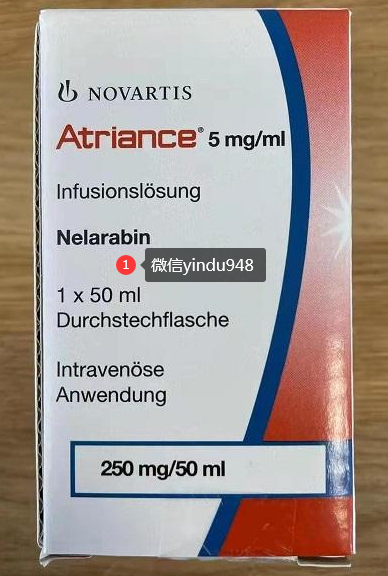 NOVARTIS
Atriance® 5 mg/ml
Infusionslösung
Nelarabin
1 微信yindu948
1 x 50 ml
Durchstechflasche
Intravenöse
Anwendung
250 mg/50 ml